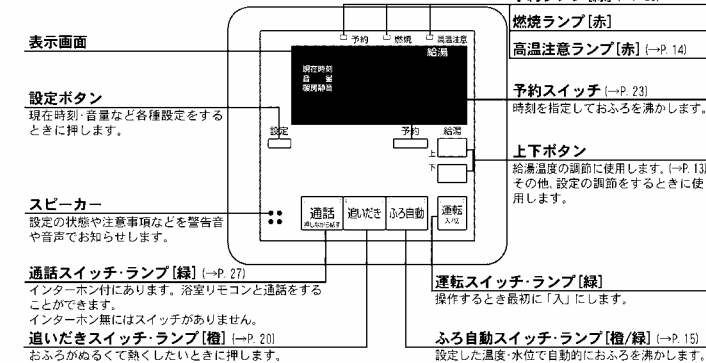 燃焼ランプ[赤]
高温注意ランプ[赤](→P. 14)
表示画面
予約 燃焼 高温注意
給湯
現在時刻
音 量
暖房静音
設定ボタン
現在時刻・音量など各種設定をする
ときに押します。
予約スイッチ(→P. 23)
時刻を指定しておふろを沸かします。
設定
予約
給湯
上
下
上下ボタン
給湯温度の調節に使用します。(→P. 13)
その他、設定の調節をするときに使
用します。
スピーカー
設定の状態や注意事項などを警告音
や音声でお知らせします。
通話
押しながら話す
追いだき
ふろ自動
運転
入/切
通話スイッチ・ランプ[緑](→P. 27)
インターホン付にあります。浴室リモコンと通話をする
ことができます。
インターホン無にはスイッチがありません。
追いだきスイッチ・ランプ[橙](→P. 20)
おふろがぬるくて熱くしたいときに押します。
運転スイッチ・ランプ[緑]
操作するとき最初に「入」にします。
ふろ自動スイッチ・ランプ[橙/緑](→P. 15)
設定した温度・水位で自動的におふろを沸かします。